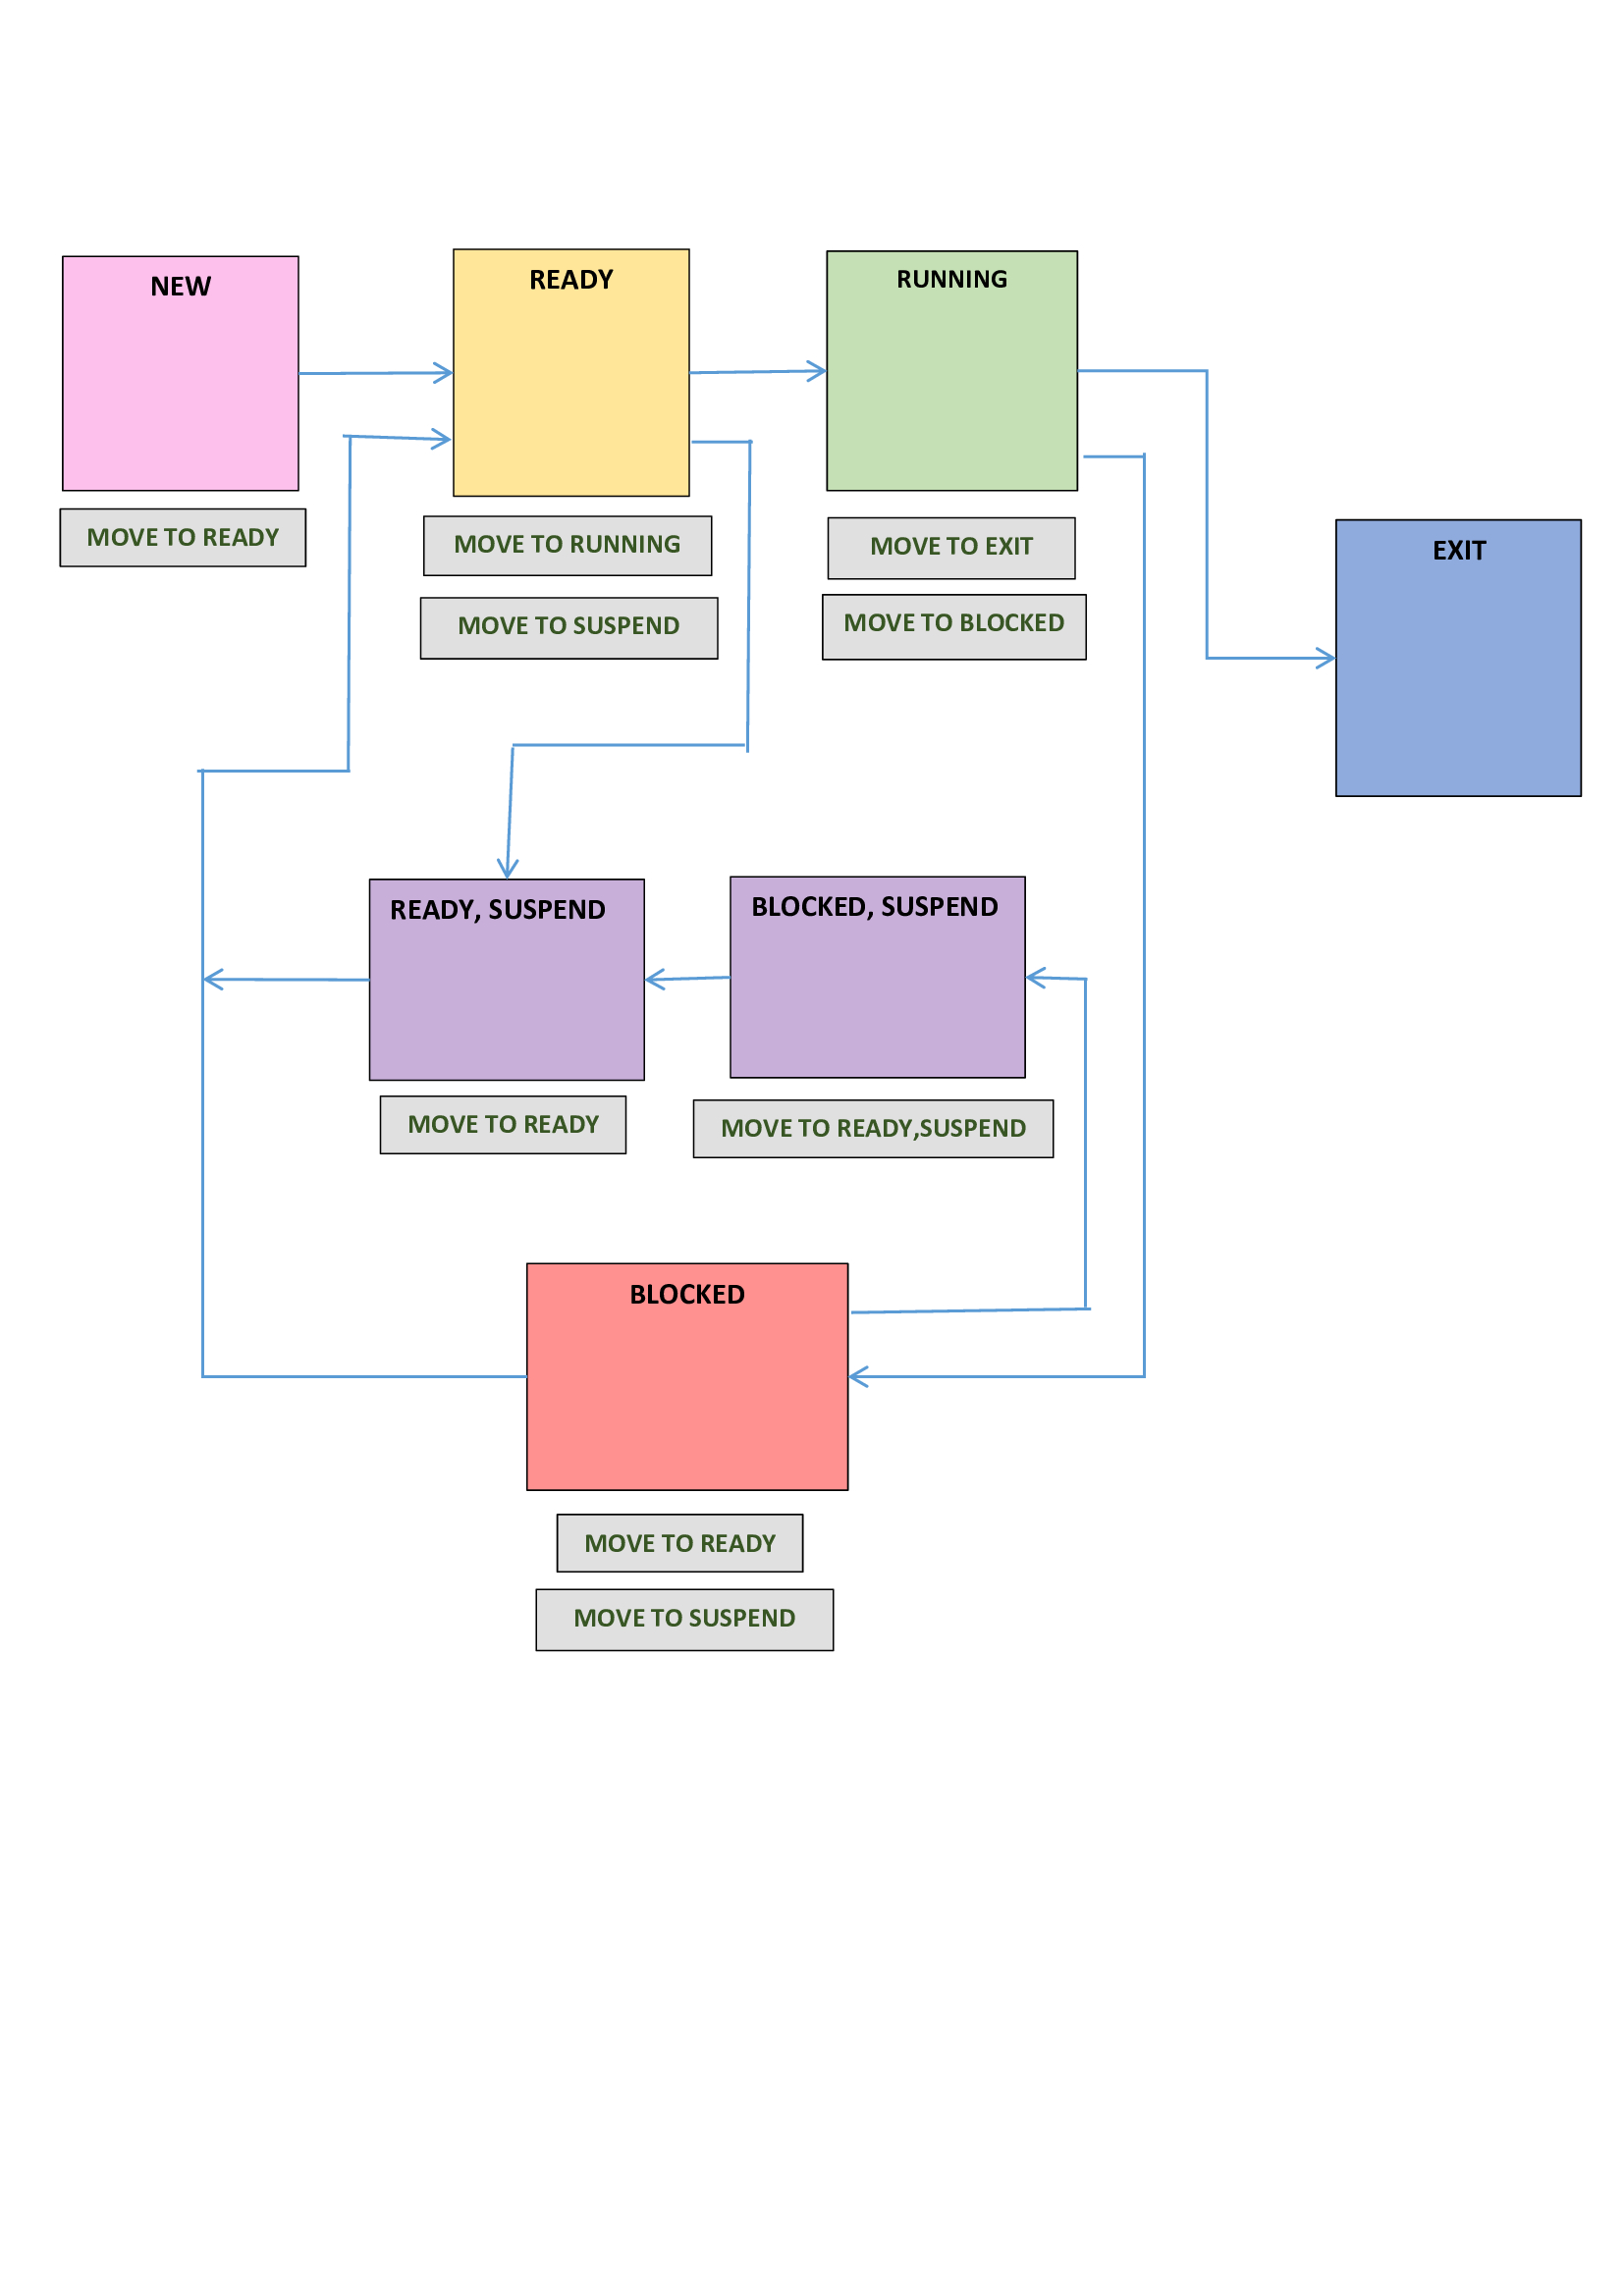 NEW
READY
RUNNING
MOVE TO READY
MOVE TO RUNNING
MOVE TO SUSPEND
MOVE TO EXIT
MOVE TO BLOCKED
EXIT
READY, SUSPEND
BLOCKED, SUSPEND
MOVE TO READY
MOVE TO READY,SUSPEND
BLOCKED
MOVE TO READY
MOVE TO SUSPEND